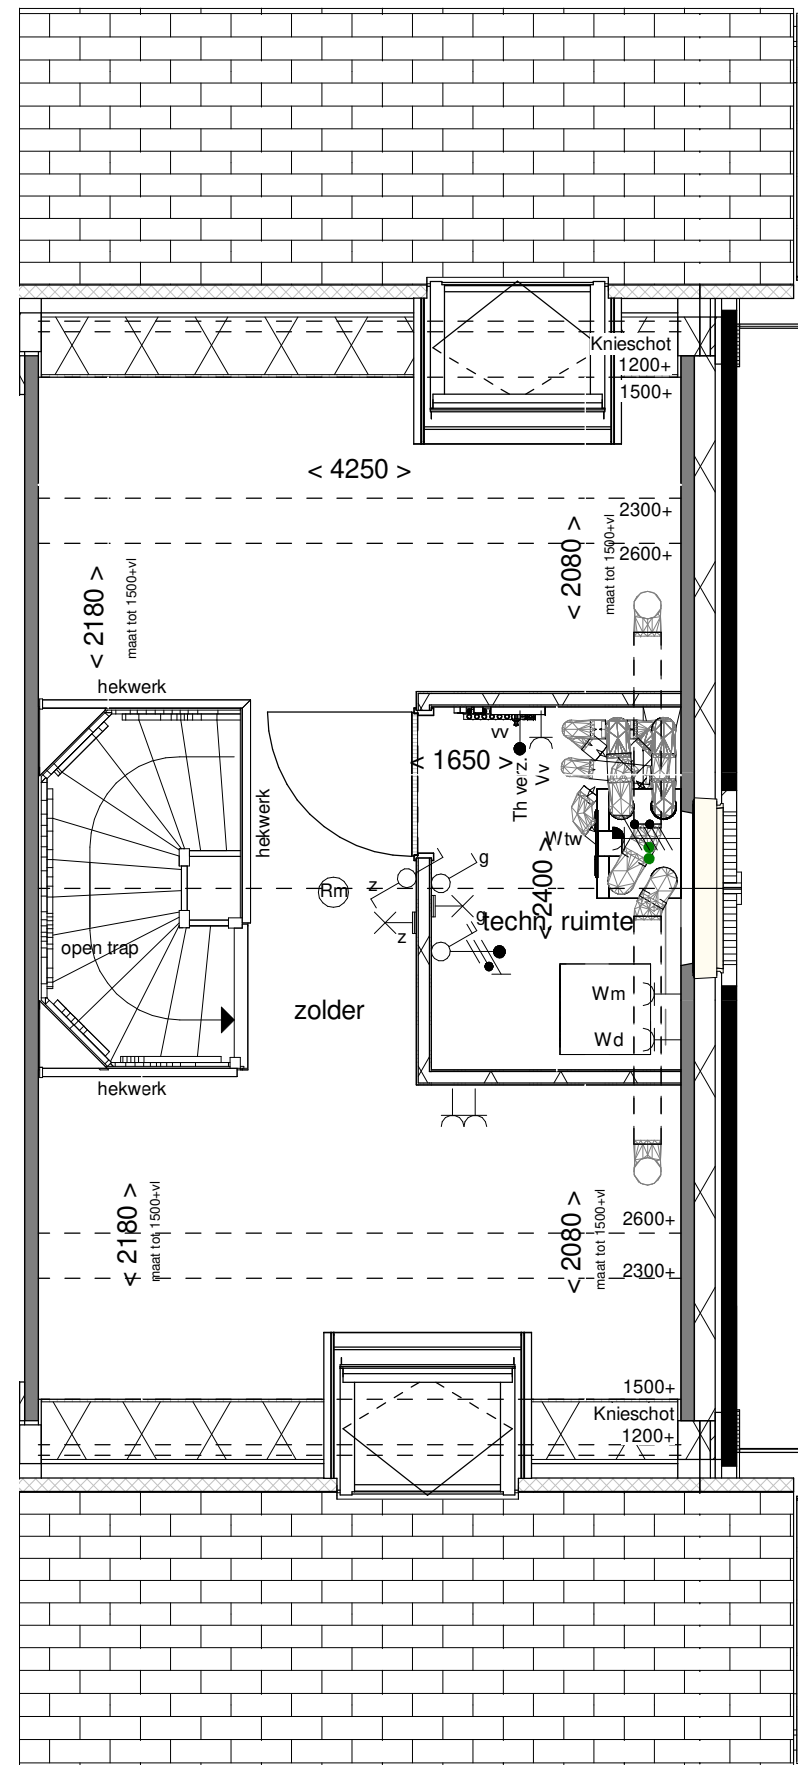 Knieschot
1200+
1500+
< 4250 >
2300+
2600+
< 2080 >
maat tot 1500+vl
< 2180 >
maat tot 1500+vl
hekwerk
hekwerk
vv
< 1650 >
Th verz.
Vv
Wtw
g
z
Rm
g
z
< 2400 >
techn. ruimte
open trap
Wm
zolder
Wd
hekwerk
< 2180 >
maat tot 1500+vl
< 2080 >
maat tot 1500+vl
2600+
2300+
1500+
Knieschot
1200+